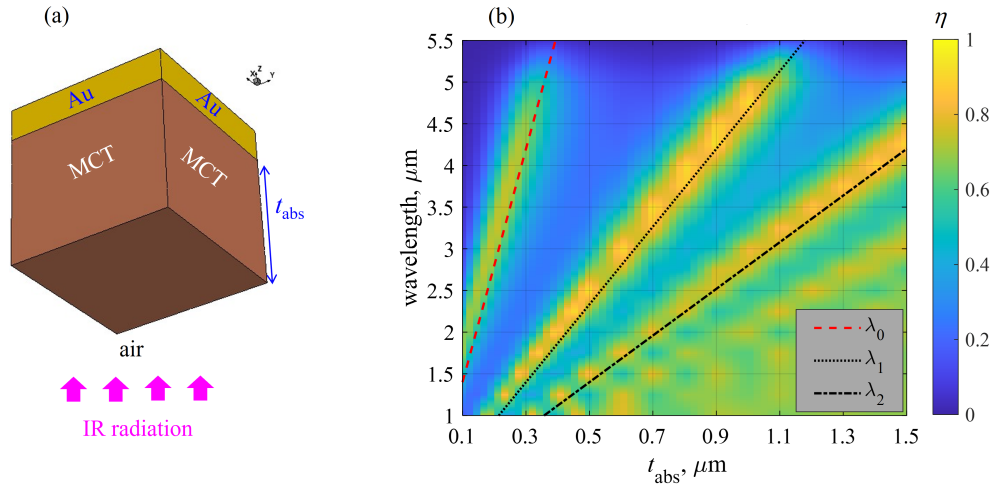 (a)
Au
Au
X
Z
Y
MCT
MCT
t_abs
air
IR radiation
(b)
η
wavelength, μm
5.5
5
4.5
4
3.5
3
2.5
2
1.5
1
0.1 0.3 0.5 0.7 0.9 1.1 1.3 1.5
t_abs, μm
λ_0
λ_1
λ_2
1
0.8
0.6
0.4
0.2
0